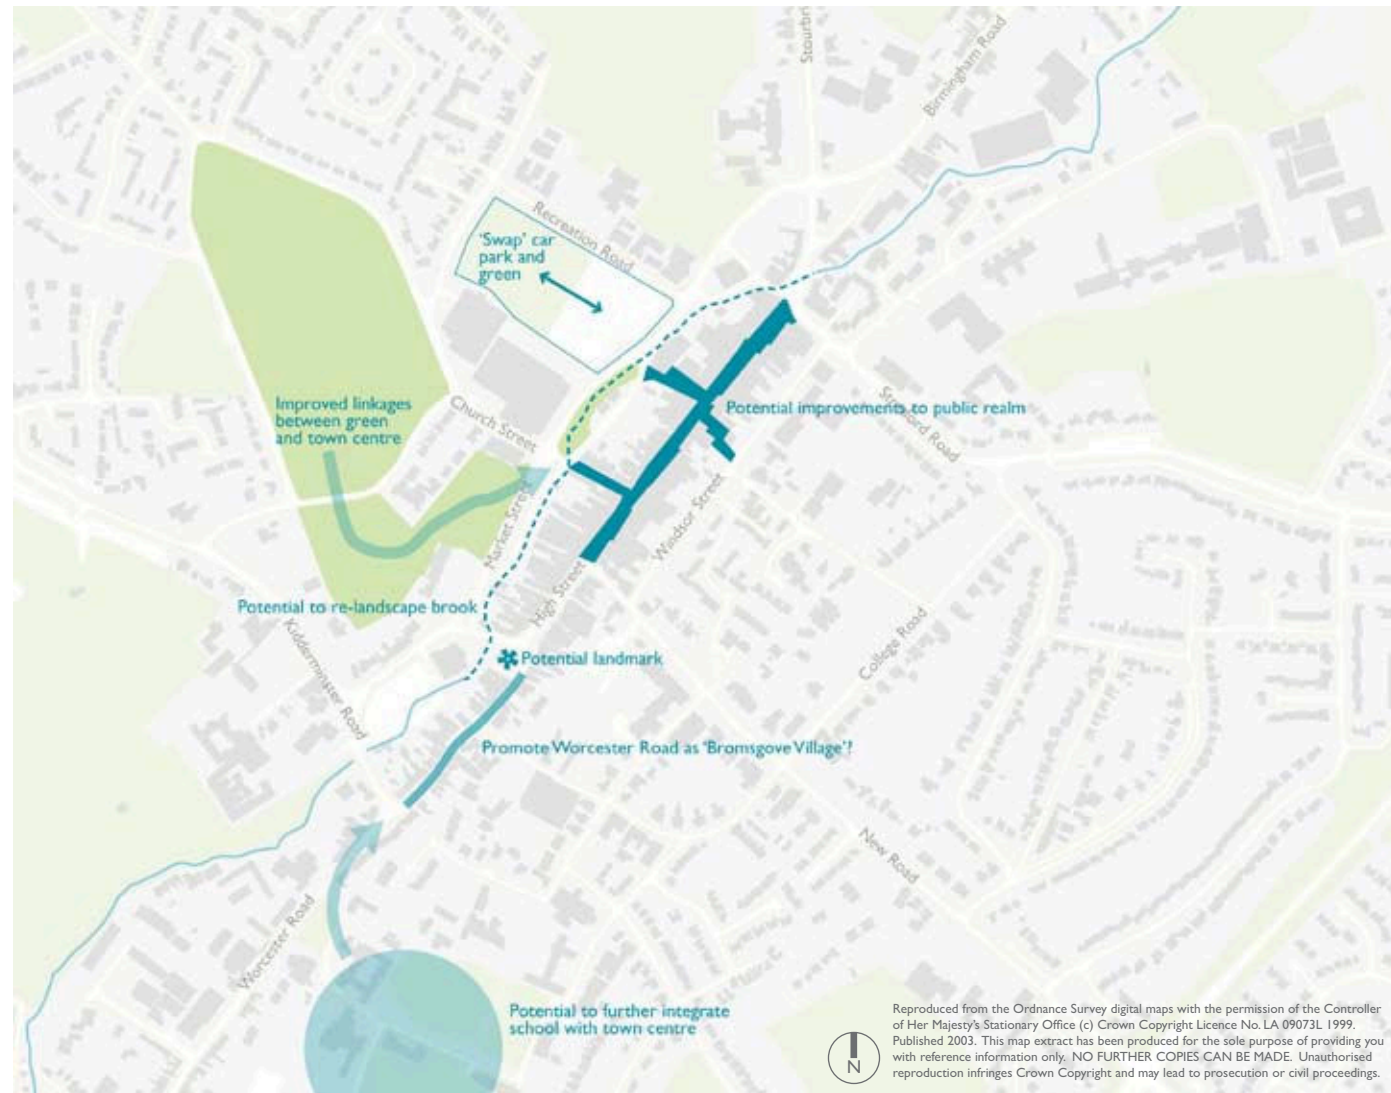 Stourbri
Birmingham Road
Recreation Road
'Swap' car
park and
green
Improved linkages
between green
and town centre
Church Street
Potential improvements to public realm
Stratford Road
Market Street
Windsor Street
High Street
Potential to re-landscape brook
Kidderminster Road
Potential landmark
College Road
Promote Worcester Road as 'Bromsgove Village'?
New Road
Worcester Road
Potential to further integrate
school with town centre
N
Reproduced from the Ordnance Survey digital maps with the permission of the Controller
of Her Majesty's Stationary Office (c) Crown Copyright Licence No. LA 09073L 1999.
Published 2003. This map extract has been produced for the sole purpose of providing you
with reference information only. NO FURTHER COPIES CAN BE MADE. Unauthorised
reproduction infringes Crown Copyright and may lead to prosecution or civil proceedings.